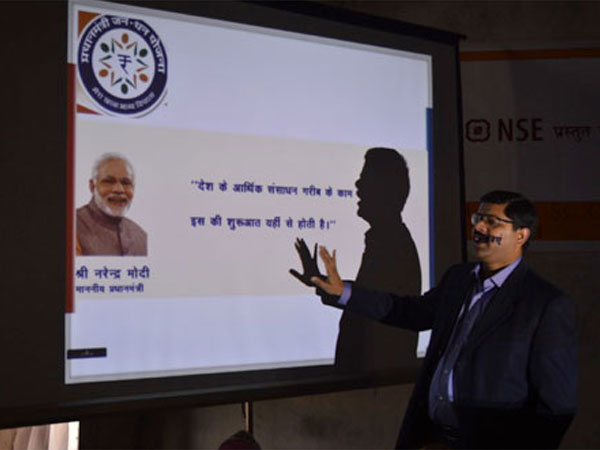 प्रधानमंत्री जन-धन योजना
मेरा खाता भाग्य विधाता
NSE प्रस्तुत
"देश के आर्थिक संसाधन गरीब के काम
इस की शुरूआत यहीं से होती है।"
श्री नरेन्द्र मोदी
माननीय प्रधानमंत्री